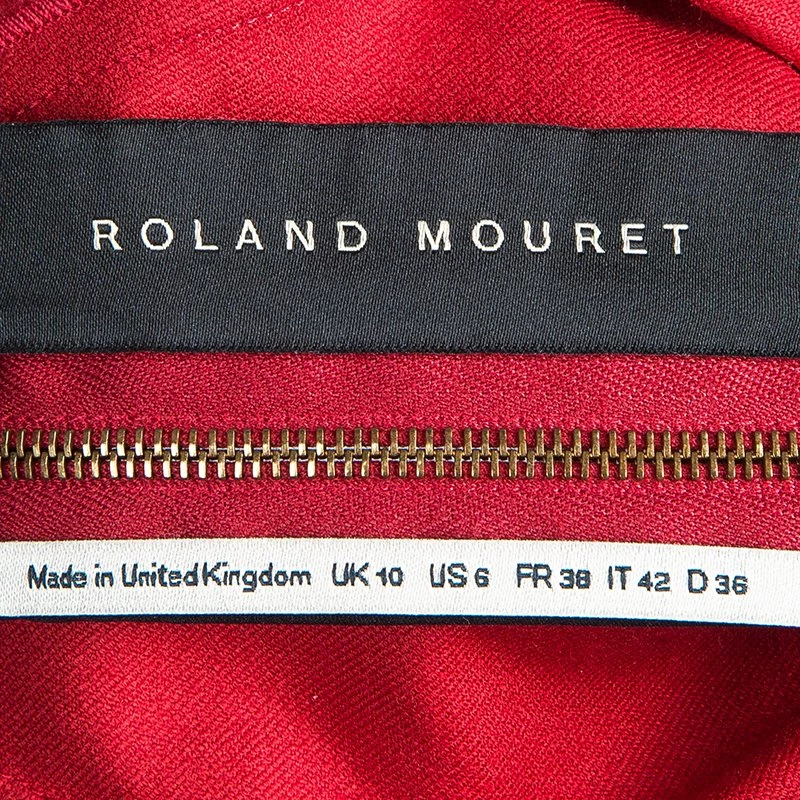 ROLAND MOURET
Made in United Kingdom UK 10 US 6 FR 38 IT 42 D 36